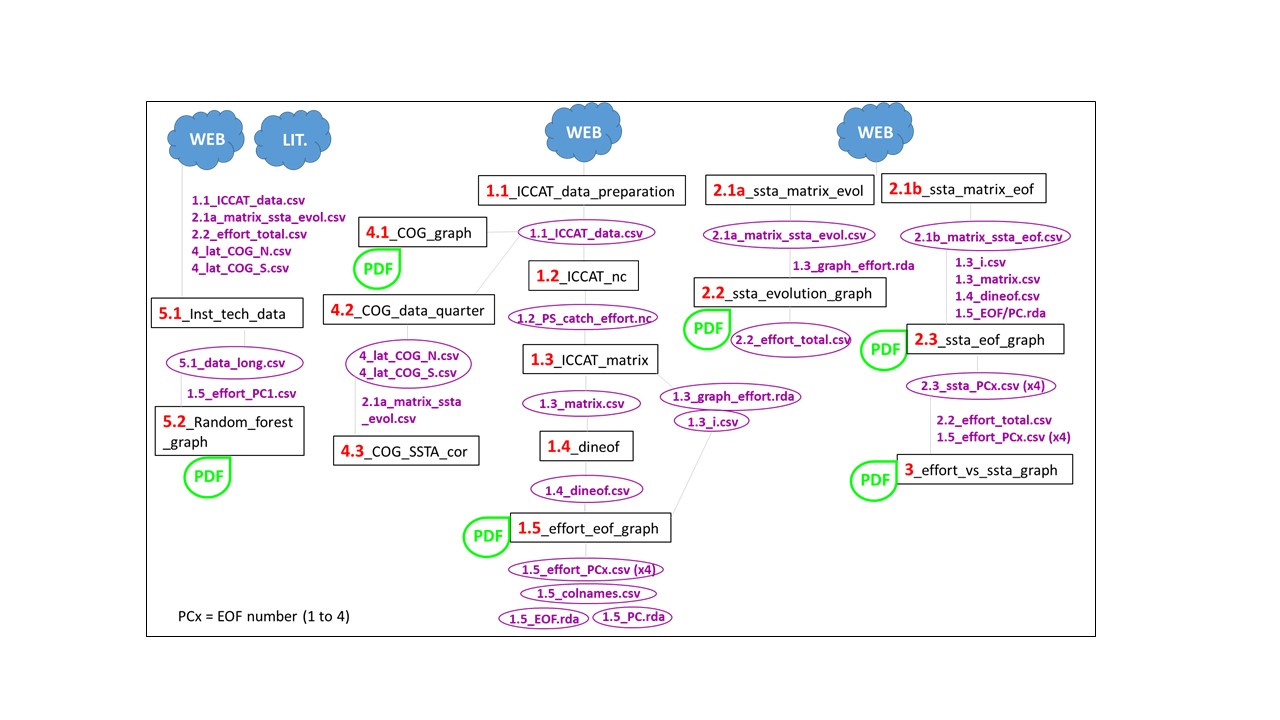 WEB
LIT.
1.1_ICCAT_data.csv
2.1a_matrix_ssta_evol.csv
2.2_effort_total.csv
4_lat_COG_N.csv
4_lat_COG_S.csv
5.1_Inst_tech_data
5.1_data_long.csv
1.5_effort_PC1.csv
5.2_Random_forest
_graph
PDF
4.1_COG_graph
PDF
4.2_COG_data_quarter
4_lat_COG_N.csv
4_lat_COG_S.csv
2.1a_matrix_ssta
_evol.csv
4.3_COG_SSTA_cor
WEB
1.1_ICCAT_data_preparation
1.1_ICCAT_data.csv
1.2_ICCAT_nc
1.2_PS_catch_effort.nc
1.3_ICCAT_matrix
1.3_matrix.csv
1.3_graph_effort.rda
1.3_i.csv
1.4_dineof
1.4_dineof.csv
1.5_effort_eof_graph
PDF
1.5_effort_PCx.csv (x4)
1.5_colnames.csv
1.5_EOF.rda
1.5_PC.rda
WEB
2.1a_ssta_matrix_evol
2.1a_matrix_ssta_evol.csv
1.3_graph_effort.rda
2.2_ssta_evolution_graph
PDF
2.2_effort_total.csv
2.1b_ssta_matrix_eof
2.1b_matrix_ssta_eof.csv
1.3_i.csv
1.3_matrix.csv
1.4_dineof.csv
1.5_EOF/PC.rda
2.3_ssta_eof_graph
PDF
2.3_ssta_PCx.csv (x4)
2.2_effort_total.csv
1.5_effort_PCx.csv (x4)
3_effort_vs_ssta_graph
PDF
PCx = EOF number (1 to 4)